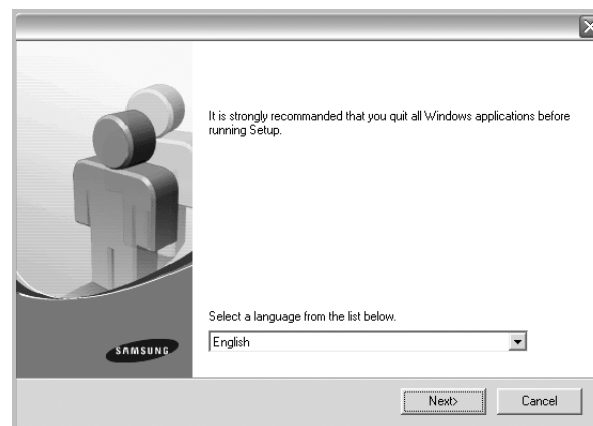 It is strongly recommanded that you quit all Windows applications before
running Setup.
Select a language from the list below.
English
SAMSUNG
Next>
Cancel